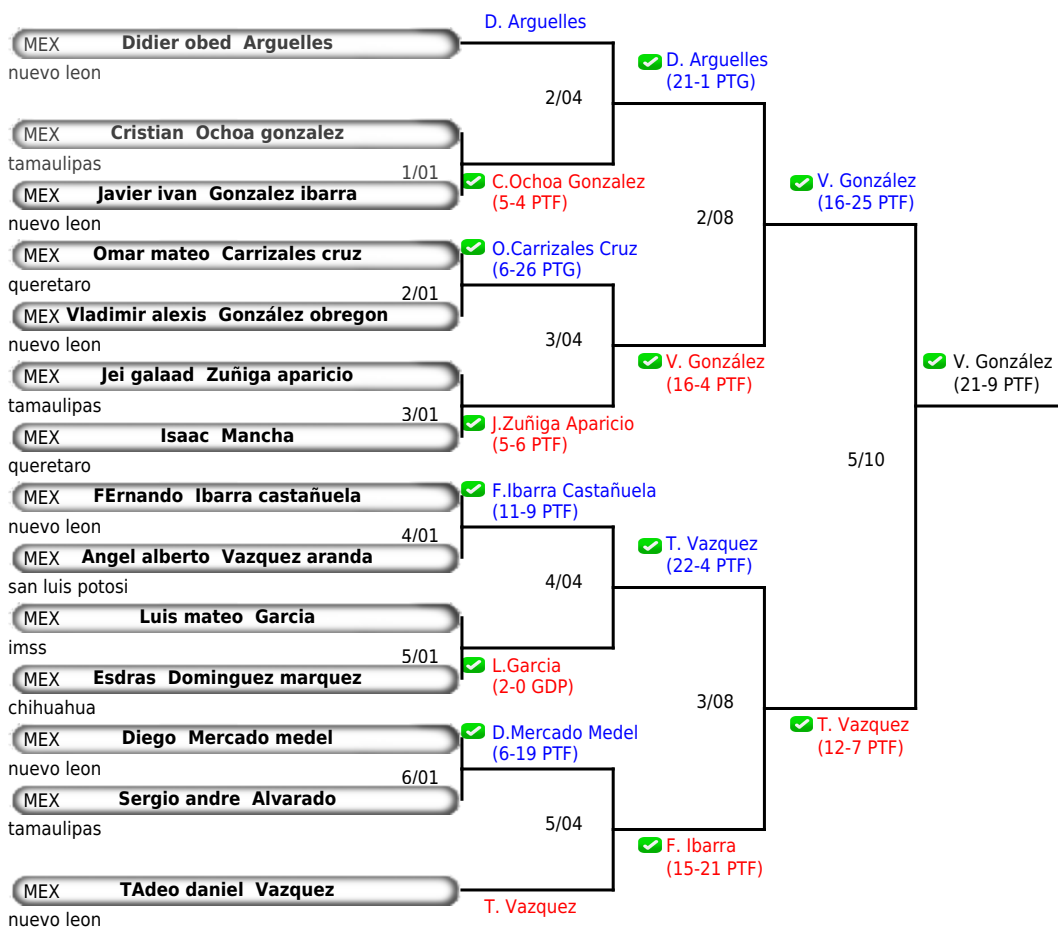 D. Arguelles
MEX Didier obed Arguelles
nuevo leon
D. Arguelles
(21-1 PTG)
2/04
MEX Cristian Ochoa gonzalez
tamaulipas
1/01
C.Ochoa Gonzalez
(5-4 PTF)
MEX Javier ivan Gonzalez ibarra
nuevo leon
V. González
(16-25 PTF)
2/08
MEX Omar mateo Carrizales cruz
queretaro
O.Carrizales Cruz
(6-26 PTG)
2/01
MEX Vladimir alexis González obregon
nuevo leon
3/04
V. González
(16-4 PTF)
V. González
(21-9 PTF)
MEX Jei galaad Zuñiga aparicio
tamaulipas
3/01
J.Zuñiga Aparicio
(5-6 PTF)
MEX Isaac Mancha
queretaro
5/10
MEX FErnando Ibarra castañuela
nuevo leon
F.Ibarra Castañuela
(11-9 PTF)
4/01
MEX Angel alberto Vazquez aranda
san luis potosi
T. Vazquez
(22-4 PTF)
4/04
MEX Luis mateo Garcia
imss
5/01
L.Garcia
(2-0 GDP)
MEX Esdras Dominguez marquez
chihuahua
3/08
T. Vazquez
(12-7 PTF)
MEX Diego Mercado medel
nuevo leon
D.Mercado Medel
(6-19 PTF)
6/01
MEX Sergio andre Alvarado
tamaulipas
5/04
F. Ibarra
(15-21 PTF)
MEX TAdeo daniel Vazquez
nuevo leon
T. Vazquez